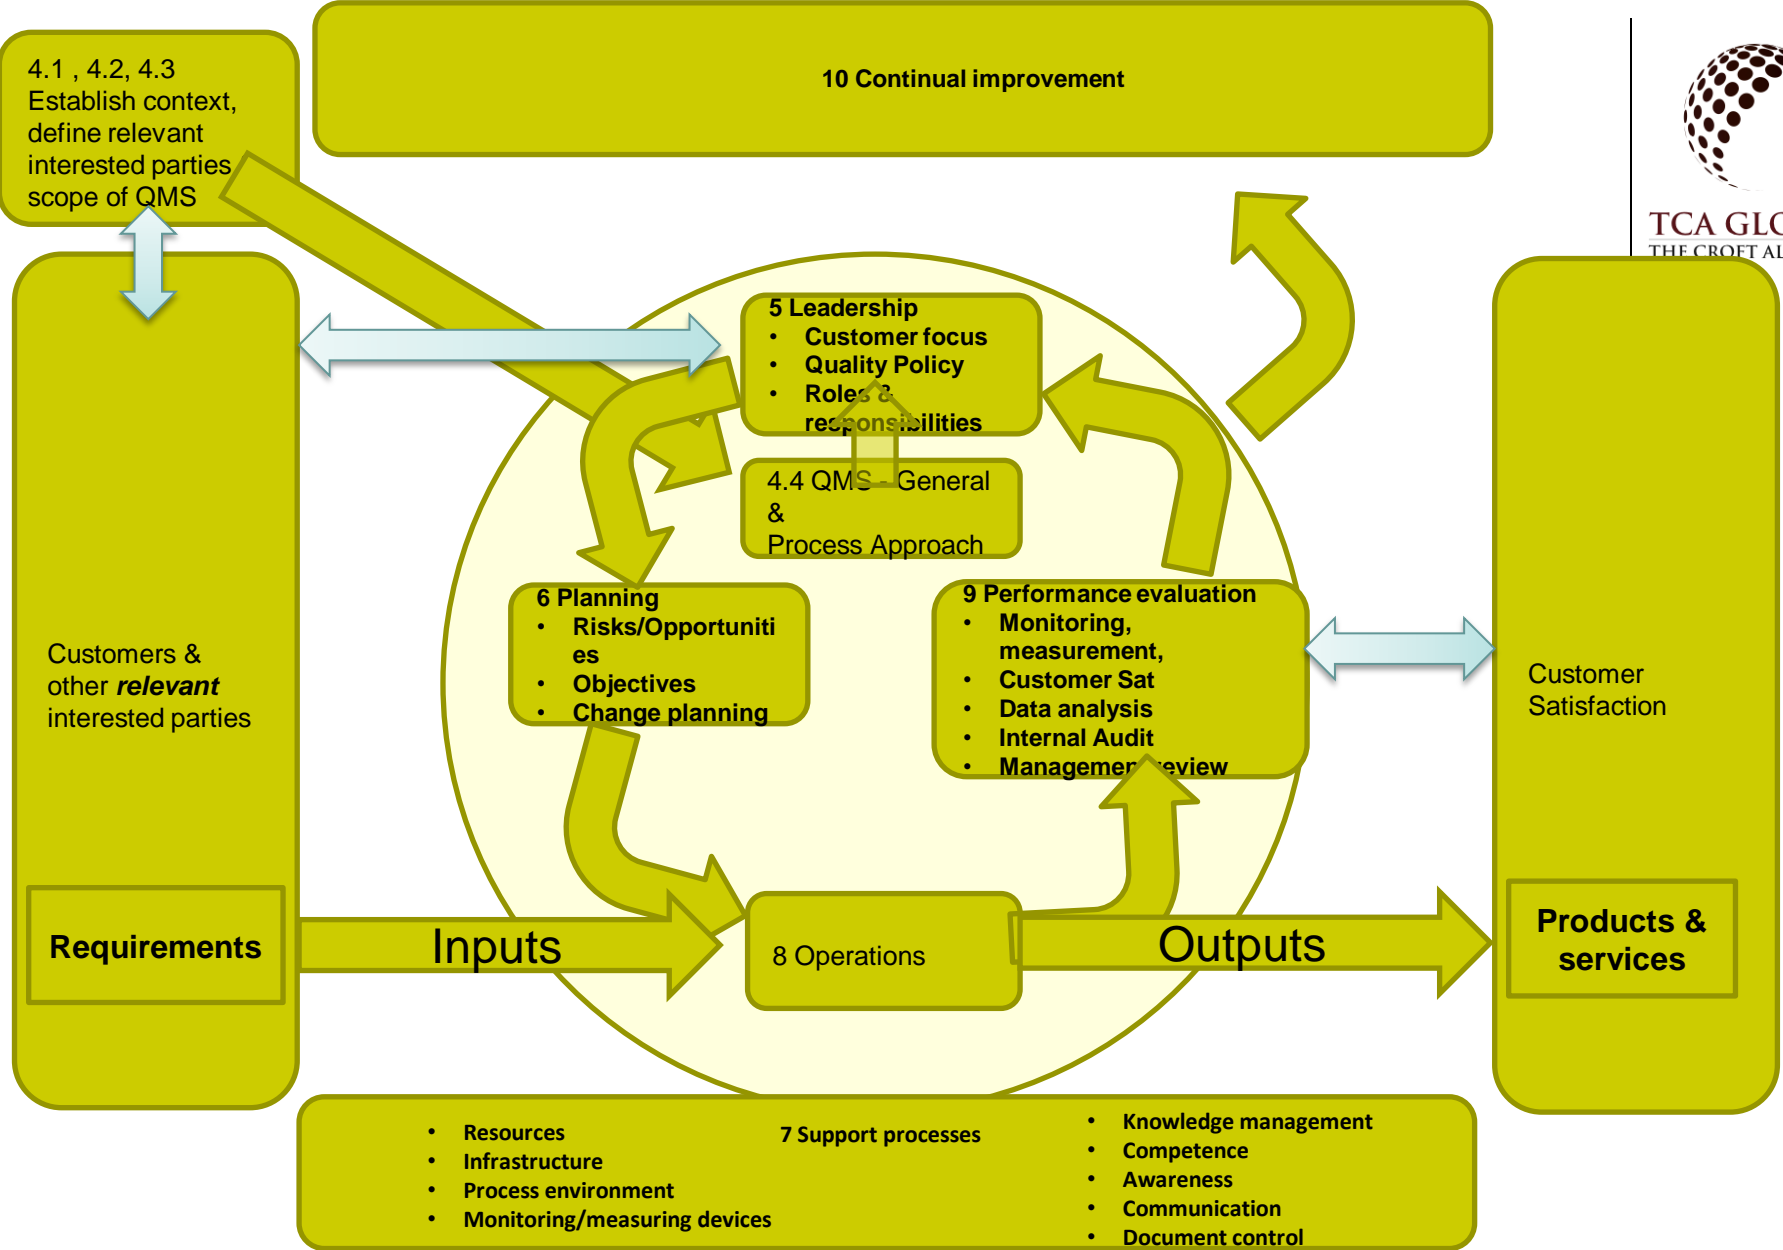 10 Continual improvement
4.1 , 4.2, 4.3
Establish context,
define relevant
interested parties
scope of QMS
TCA GLO
THE CROFT AL
5 Leadership
• Customer focus
• Quality Policy
• Roles &
responsibilities
4.4 QMS - General
&
Process Approach
6 Planning
• Risks/Opportuniti
es
• Objectives
• Change planning
9 Performance evaluation
• Monitoring,
measurement,
• Customer Sat
• Data analysis
• Internal Audit
• Management review
Customers &
other relevant
interested parties
Customer
Satisfaction
Requirements
Inputs
8 Operations
Outputs
Products &
services
7 Support processes
• Resources
• Infrastructure
• Process environment
• Monitoring/measuring devices
• Knowledge management
• Competence
• Awareness
• Communication
• Document control